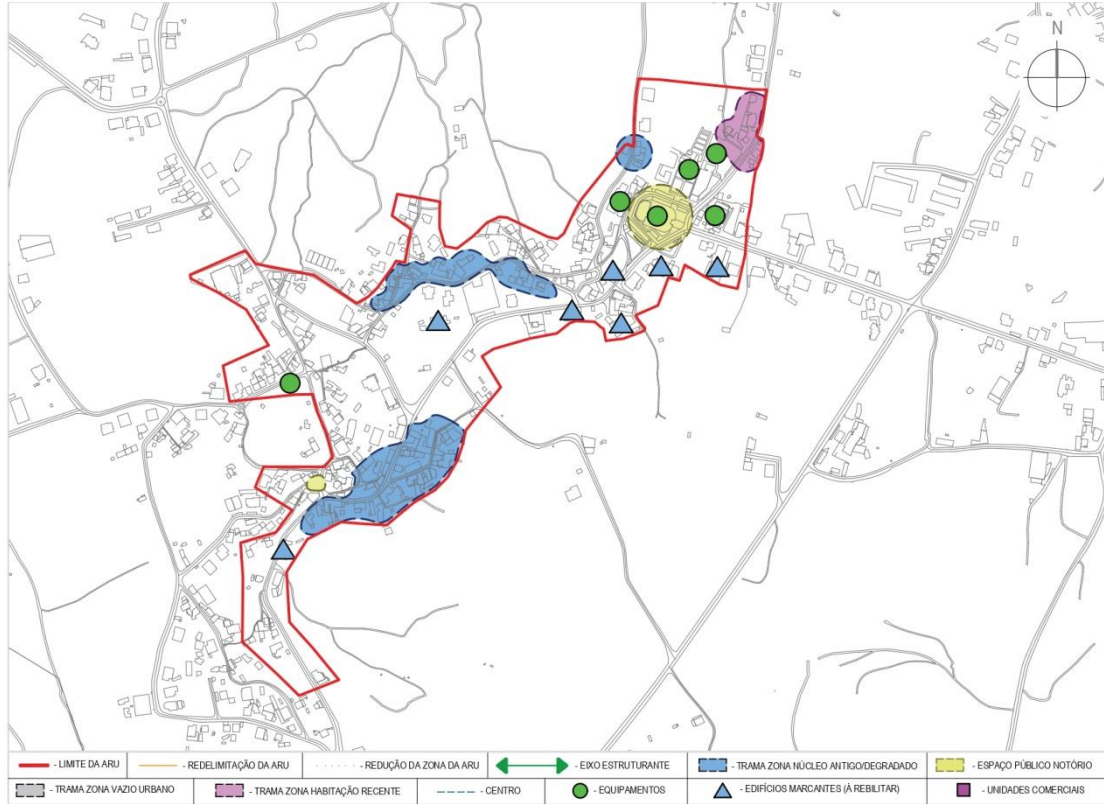 N
- LIMITE DA ARU - REDELIMITAÇÃO DA ARU - REDUÇÃO DA ZONA DA ARU - EIXO ESTRUTURANTE - TRAMA ZONA NÚCLEO ANTIGO/DEGRADADO - ESPAÇO PÚBLICO NOTÓRIO
- TRAMA ZONA VAZIO URBANO - TRAMA ZONA HABITAÇÃO RECENTE - CENTRO - EQUIPAMENTOS - EDIFÍCIOS MARCANTES (À REBILITAR) - UNIDADES COMERCIAIS